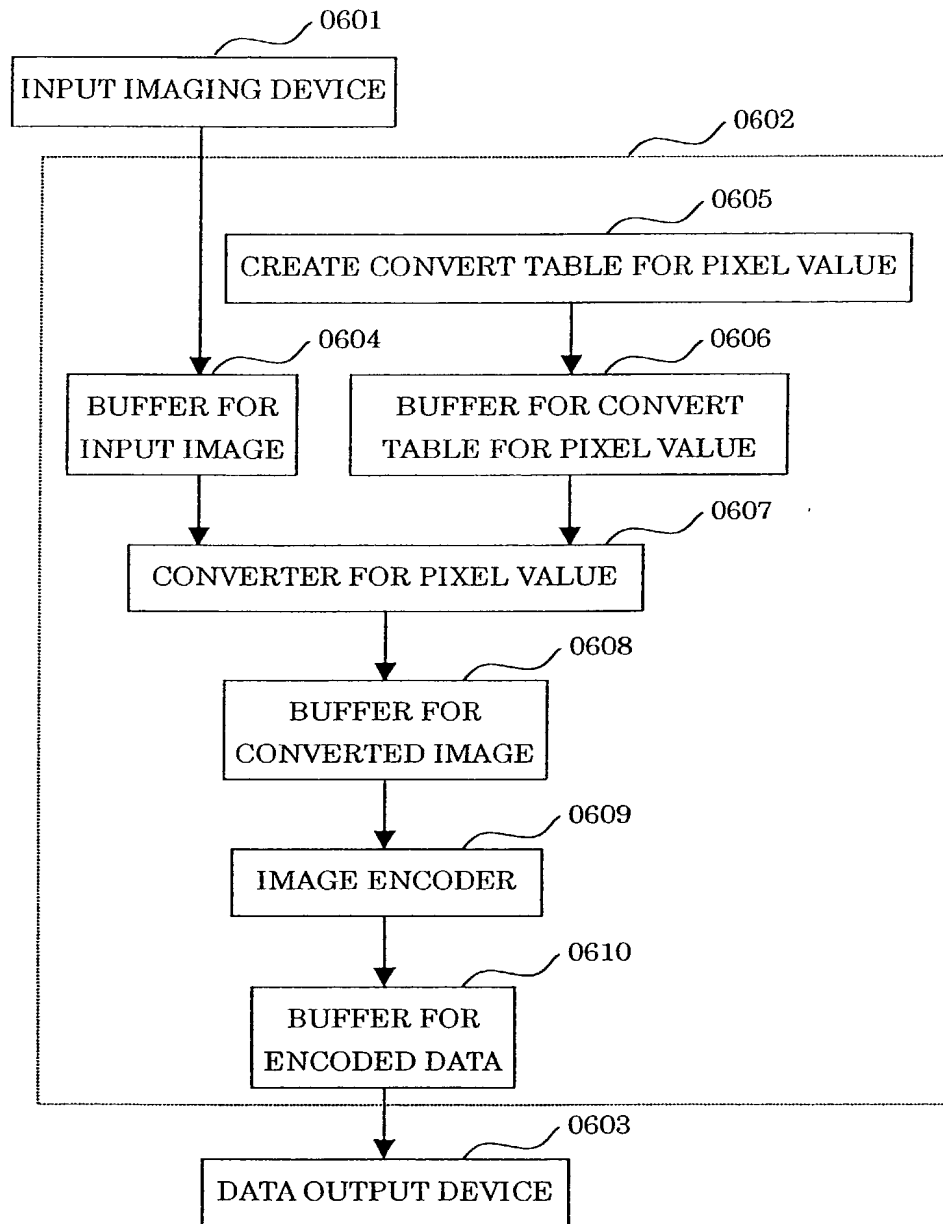 0601
INPUT IMAGING DEVICE
0602
0605
CREATE CONVERT TABLE FOR PIXEL VALUE
0604
0606
BUFFER FOR
INPUT IMAGE
BUFFER FOR CONVERT
TABLE FOR PIXEL VALUE
0607
CONVERTER FOR PIXEL VALUE
0608
BUFFER FOR
CONVERTED IMAGE
0609
IMAGE ENCODER
0610
BUFFER FOR
ENCODED DATA
0603
DATA OUTPUT DEVICE